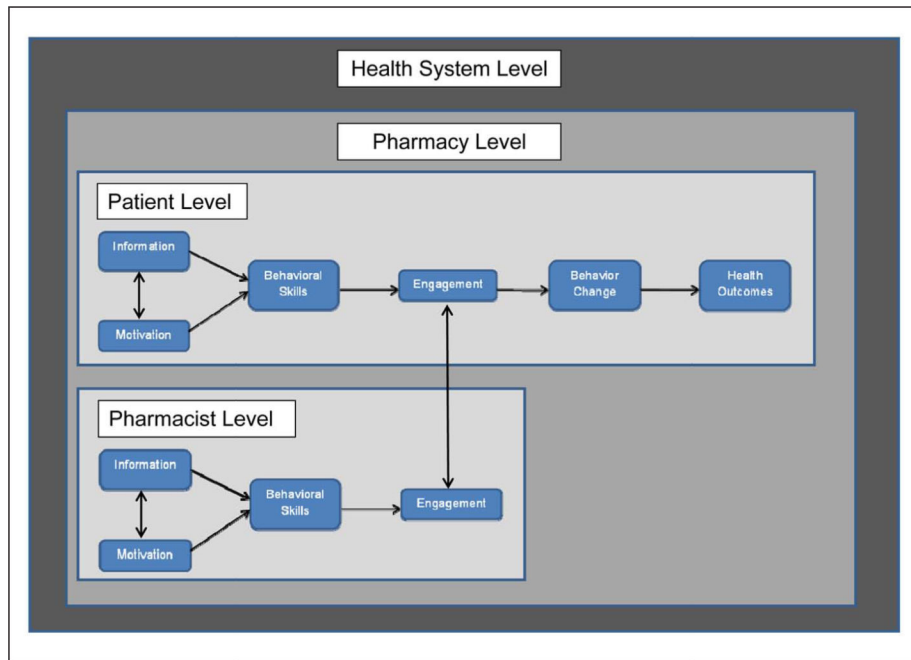 Health System Level
Pharmacy Level
Patient Level
Information
Motivation
Behavioral
Skills
Engagement
Behavior
Change
Health
Outcomes
Pharmacist Level
Information
Motivation
Behavioral
Skills
Engagement